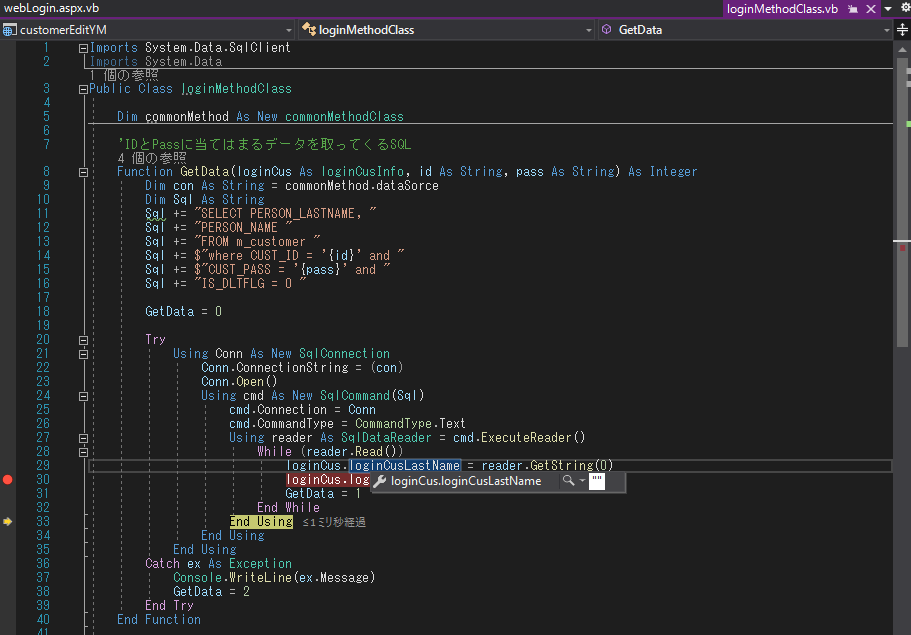 webLogin.aspx.vb
loginMethodClass.vb
customerEditYM
loginMethodClass
GetData
1 Imports System.Data.SqlClient
2 Imports System.Data
1 個の参照
3 Public Class loginMethodClass
4
5 Dim commonMethod As New commonMethodClass
6
7 'IDとPassに当てはまるデータを取ってくるSQL
4 個の参照
8 Function GetData(loginCus As loginCusInfo, id As String, pass As String) As Integer
9 Dim con As String = commonMethod.dataSorce
10 Dim Sql As String
11 Sql += "SELECT PERSON_LASTNAME, "
12 Sql += "PERSON_NAME "
13 Sql += "FROM m_customer "
14 Sql += $"where CUST_ID = '{id}' and "
15 Sql += $"CUST_PASS = '{pass}' and "
16 Sql += "IS_DLTFLG = 0 "
17
18 GetData = 0
19
20 Try
21 Using Conn As New SqlConnection
22 Conn.ConnectionString = (con)
23 Conn.Open()
24 Using cmd As New SqlCommand(Sql)
25 cmd.Connection = Conn
26 cmd.CommandType = CommandType.Text
27 Using reader As SqlDataReader = cmd.ExecuteReader()
28 While (reader.Read())
29 loginCus.loginCusLastName = reader.GetString(0)
30 loginCus.log
loginCus.loginCusLastName ""
31 GetData = 1
32 End While
33 End Using ≤1ミリ秒経過
34 End Using
35 End Using
36 Catch ex As Exception
37 Console.WriteLine(ex.Message)
38 GetData = 2
39 End Try
40 End Function
41